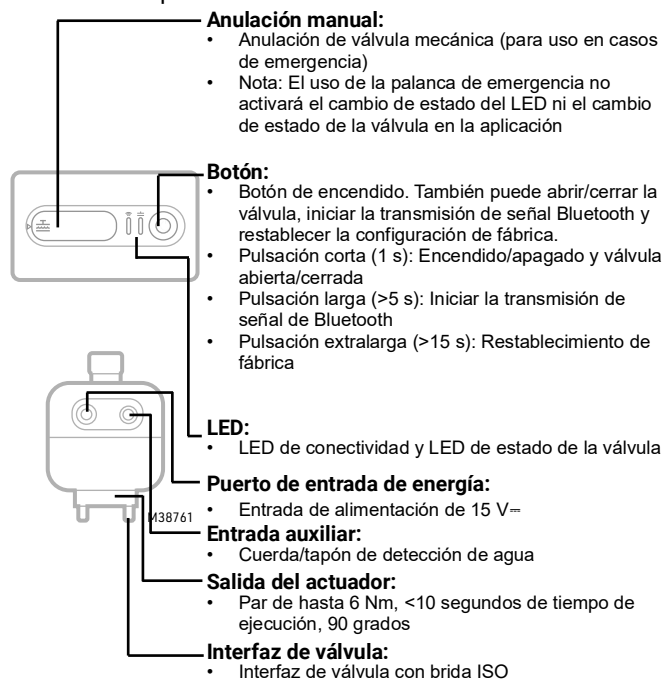 Anulación manual:
• Anulación de válvula mecánica (para uso en casos
de emergencia)
• Nota: El uso de la palanca de emergencia no
activará el cambio de estado del LED ni el cambio
de estado de la válvula en la aplicación
Botón:
• Botón de encendido. También puede abrir/cerrar la
válvula, iniciar la transmisión de señal Bluetooth y
restablecer la configuración de fábrica.
• Pulsación corta (1 s): Encendido/apagado y válvula
abierta/cerrada
• Pulsación larga (>5 s): Iniciar la transmisión de
señal de Bluetooth
• Pulsación extralarga (>15 s): Restablecimiento de
fábrica
LED:
• LED de conectividad y LED de estado de la válvula
Puerto de entrada de energía:
• Entrada de alimentación de 15 V⎓
M38761
Entrada auxiliar:
• Cuerda/tapón de detección de agua
Salida del actuador:
• Par de hasta 6 Nm, <10 segundos de tiempo de
ejecución, 90 grados
Interfaz de válvula:
• Interfaz de válvula con brida ISO